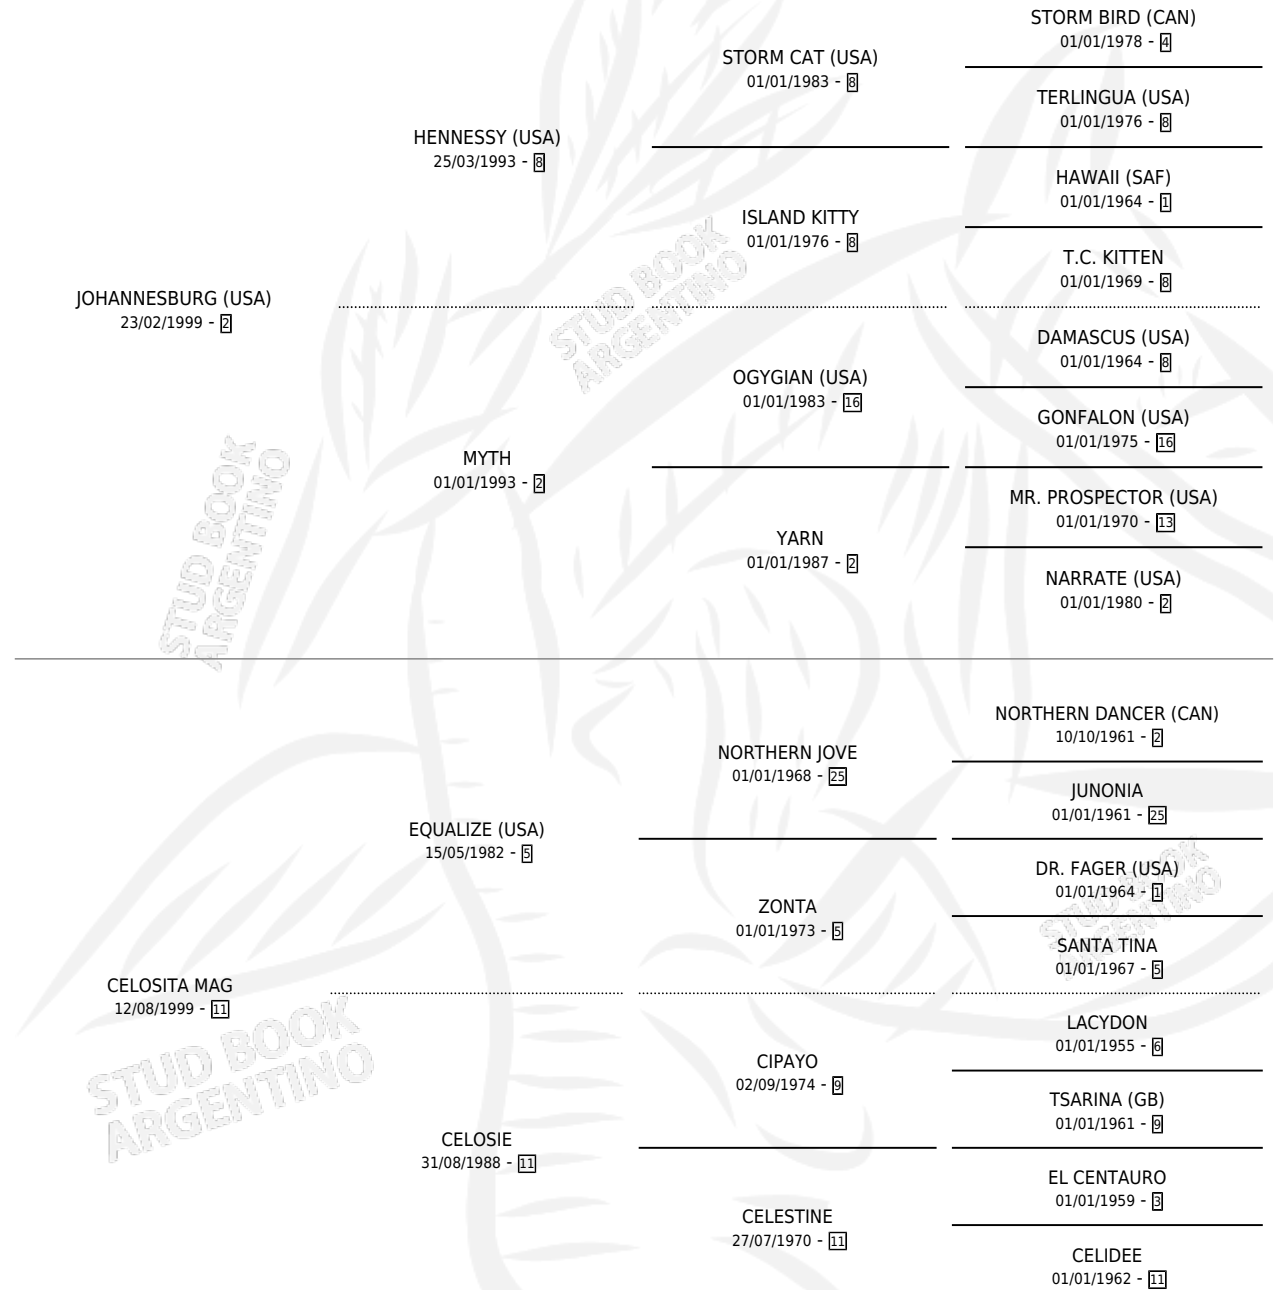 STORM BIRD (CAN)
01/01/1978 - 4
STORM CAT (USA)
01/01/1983 - 8
TERLINGUA (USA)
01/01/1976 - 8
HENNESSY (USA)
25/03/1993 - 8
HAWAII (SAF)
01/01/1964 - 1
ISLAND KITTY
01/01/1976 - 8
T.C. KITTEN
01/01/1969 - 8
JOHANNESBURG (USA)
23/02/1999 - 2
DAMASCUS (USA)
01/01/1964 - 8
OGYGIAN (USA)
01/01/1983 - 16
GONFALON (USA)
01/01/1975 - 16
MYTH
01/01/1993 - 2
MR. PROSPECTOR (USA)
01/01/1970 - 13
YARN
01/01/1987 - 2
NARRATE (USA)
01/01/1980 - 2
NORTHERN DANCER (CAN)
10/10/1961 - 2
NORTHERN JOVE
01/01/1968 - 25
JUNONIA
01/01/1961 - 25
EQUALIZE (USA)
15/05/1982 - 5
DR. FAGER (USA)
01/01/1964 - 1
ZONTA
01/01/1973 - 5
SANTA TINA
01/01/1967 - 5
CELOSITA MAG
12/08/1999 - 11
LACYDON
01/01/1955 - 6
CIPAYO
02/09/1974 - 9
TSARINA (GB)
01/01/1961 - 9
CELOSIE
31/08/1988 - 11
EL CENTAURO
01/01/1959 - 3
CELESTINE
27/07/1970 - 11
CELIDEE
01/01/1962 - 11
STUD BOOK
ARGENTINO
STUD BOOK
ARGENTINO
STUD BOOK
ARGENTINO
STUD BOOK
ARGENTINO